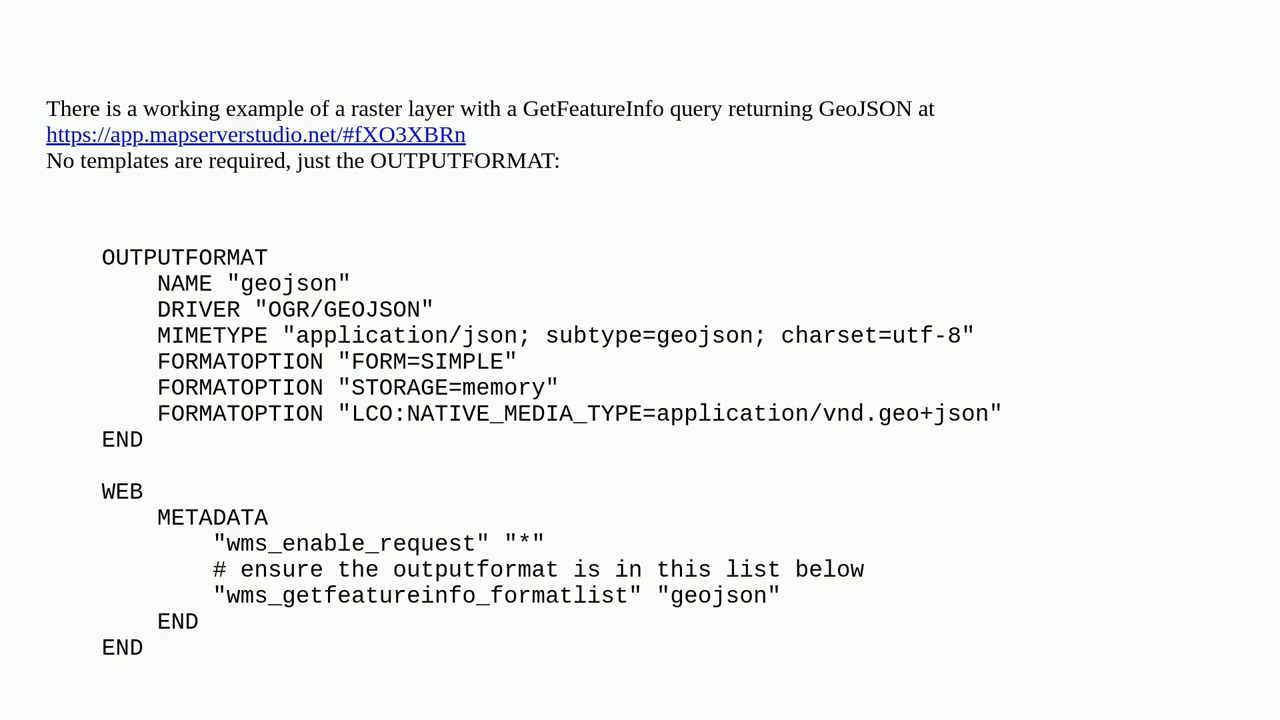 There is a working example of a raster layer with a GetFeatureInfo query returning GeoJSON at
https://app.mapserverstudio.net/#fXO3XBRn
No templates are required, just the OUTPUTFORMAT:
OUTPUTFORMAT
NAME "geojson"
DRIVER "OGR/GEOJSON"
MIMETYPE "application/json; subtype=geojson; charset=utf-8"
FORMATOPTION "FORM=SIMPLE"
FORMATOPTION "STORAGE=memory"
FORMATOPTION "LCO:NATIVE_MEDIA_TYPE=application/vnd.geo+json"
END
WEB
METADATA
"wms_enable_request" "*"
# ensure the outputformat is in this list below
"wms_getfeatureinfo_formatlist" "geojson"
END
END